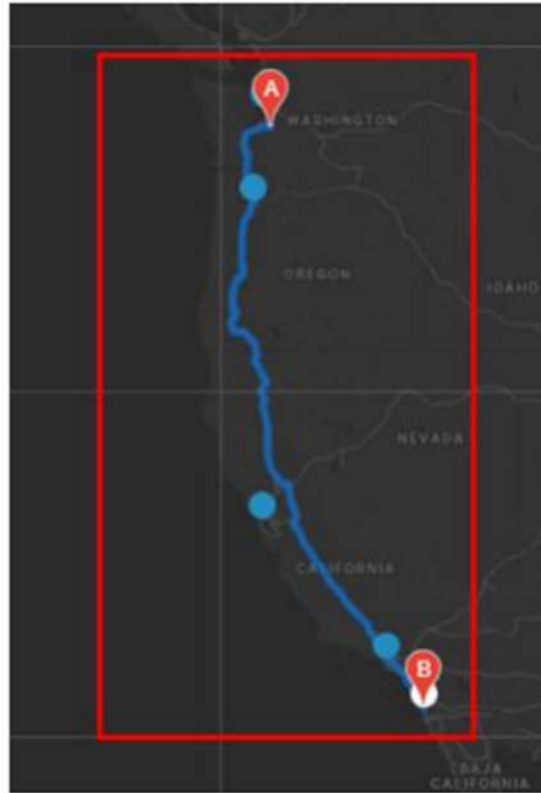 A
WASHINGTON
OREGON
IDAHO
NEVADA
CALIFORNIA
B
BAJA
CALIFORNIA